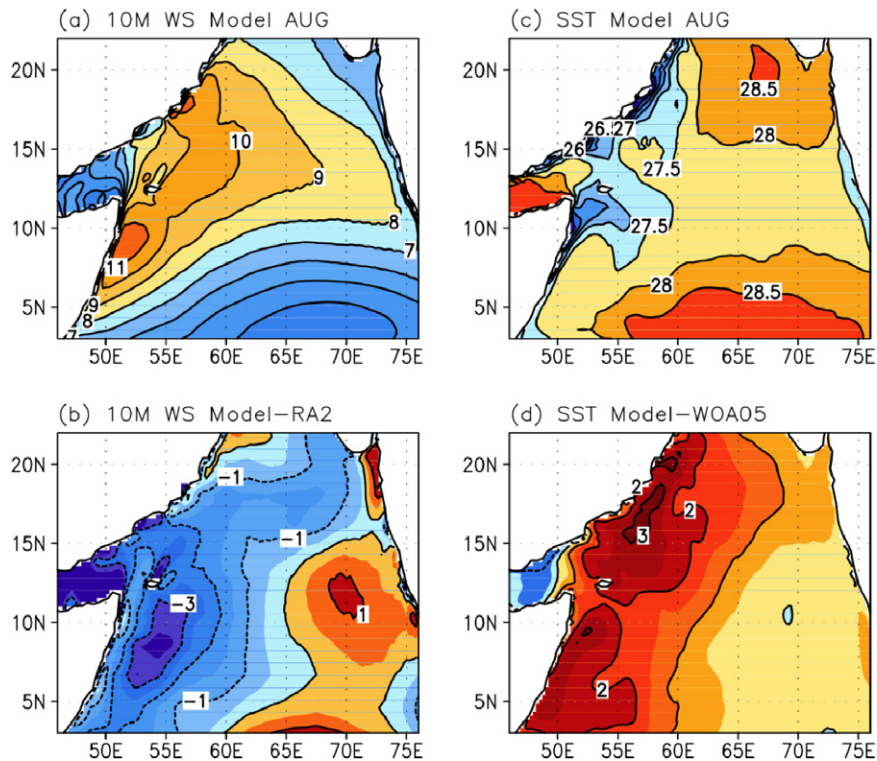 (a) 10M WS Model AUG
20N
15N
10N
5N
10
9
8
7
11
9
8
7
50E 55E 60E 65E 70E 75E
(c) SST Model AUG
20N
15N
10N
5N
28.5
26.
27
26
28
27.5
27.5
28
28.5
50E 55E 60E 65E 70E 75E
(b) 10M WS Model-RA2
20N
15N
10N
5N
-1
-1
-3
1
-1
50E 55E 60E 65E 70E 75E
(d) SST Model-WOA05
20N
15N
10N
5N
2
2
3
2
50E 55E 60E 65E 70E 75E